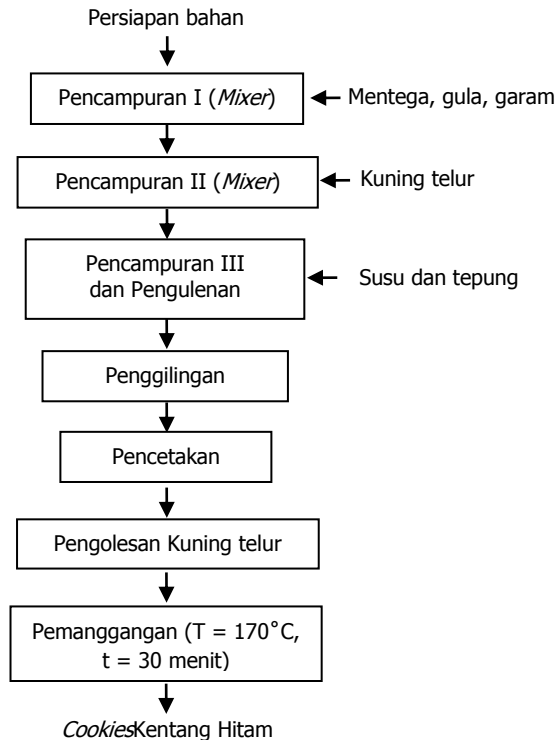 Persiapan bahan
Pencampuran I (Mixer)
Mentega, gula, garam
Pencampuran II (Mixer)
Kuning telur
Pencampuran III
dan Pengulenan
Susu dan tepung
Penggilingan
Pencetakan
Pengolesan Kuning telur
Pemanggangan (T = 170°C,
t = 30 menit)
CookiesKentang Hitam